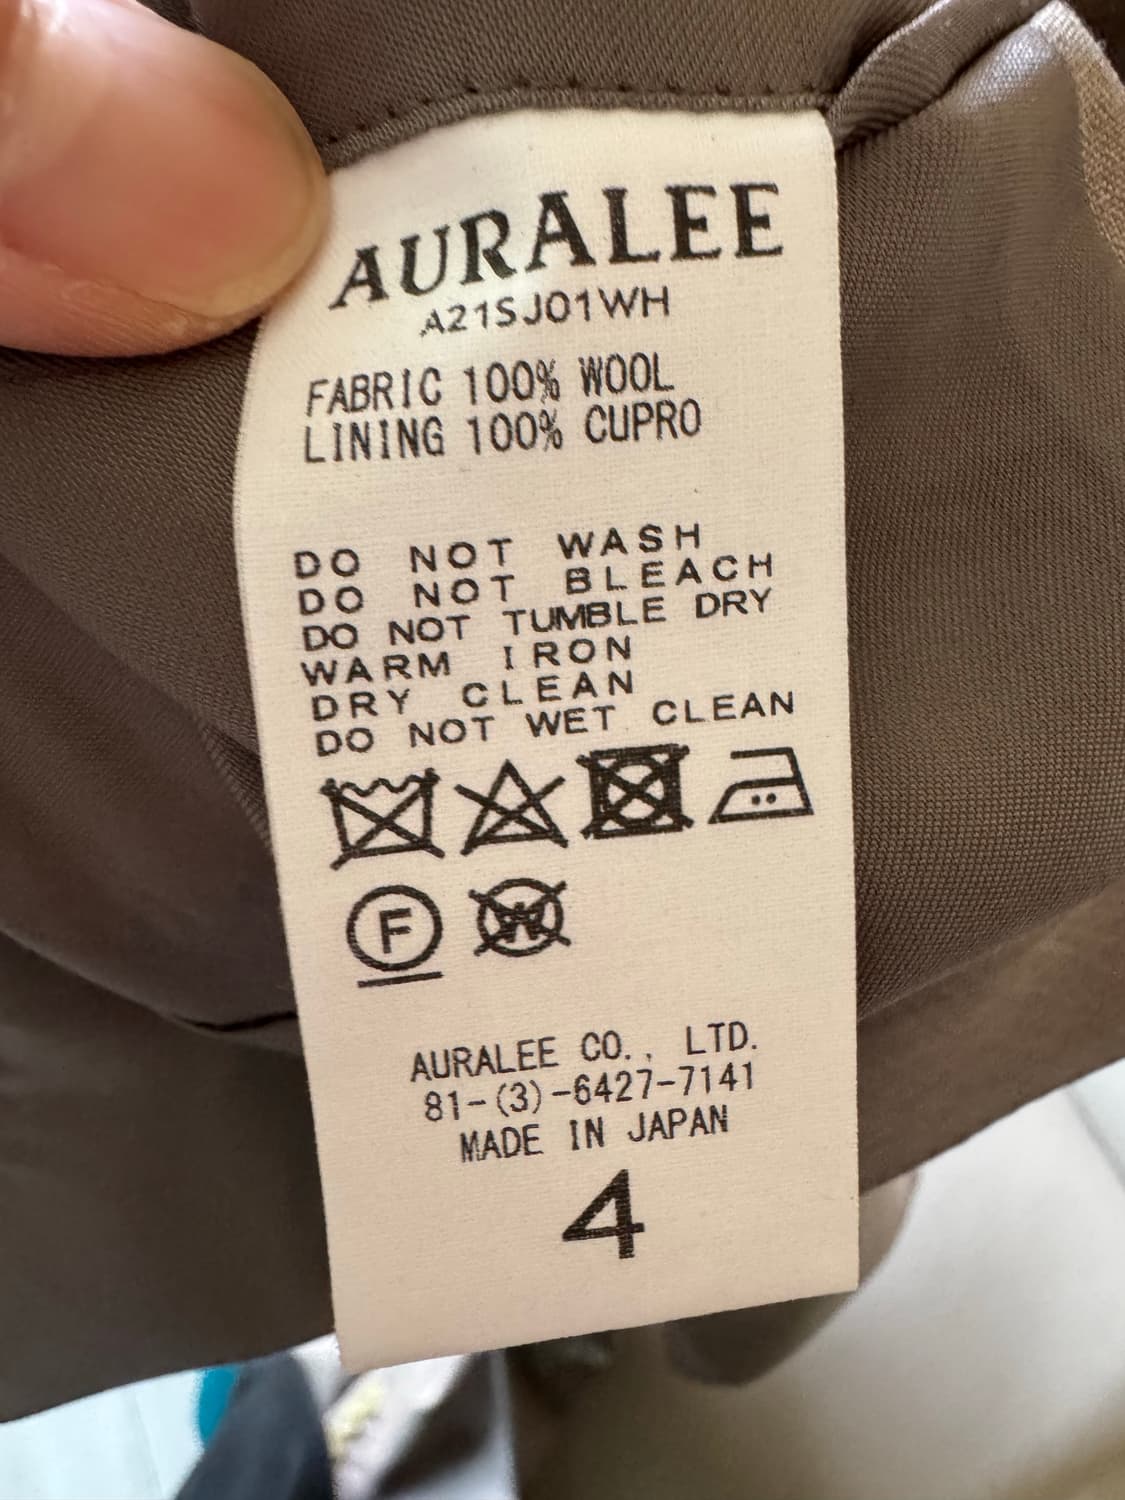 AURALEE
A21SJ01WH
FABRIC 100% WOOL
LINING 100% CUPRO
DO NOT WASH
DO NOT BLEACH
DO NOT TUMBLE DRY
WARM IRON
DRY CLEAN
DO NOT WET CLEAN
F W
AURALEE CO., LTD.
81-(3)-6427-7141
MADE IN JAPAN
4